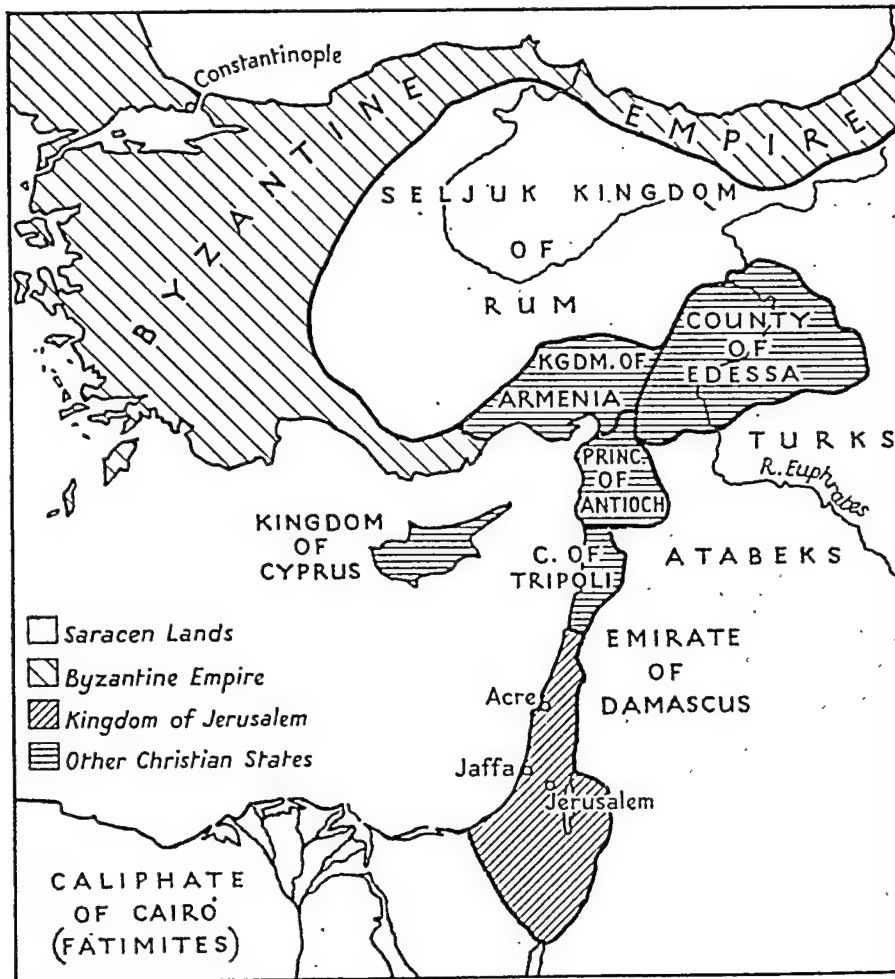 Constantinople
BYZANTINE EMPIRE
SELJUK KINGDOM
OF
RUM
COUNTY
OF
EDESSA
KGDM. OF
ARMENIA
TURKS
R. Euphrates
PRINC.
OF
ANTIOCH
KINGDOM
OF
CYPRUS
C. OF
TRIPOLI
ATABEKS
EMIRATE
OF
DAMASCUS
Saracen Lands
Byzantine Empire
Kingdom of Jerusalem
Other Christian States
Acre
Jaffa
Jerusalem
CALIPHATE
OF CAIRO
(FATIMITES)